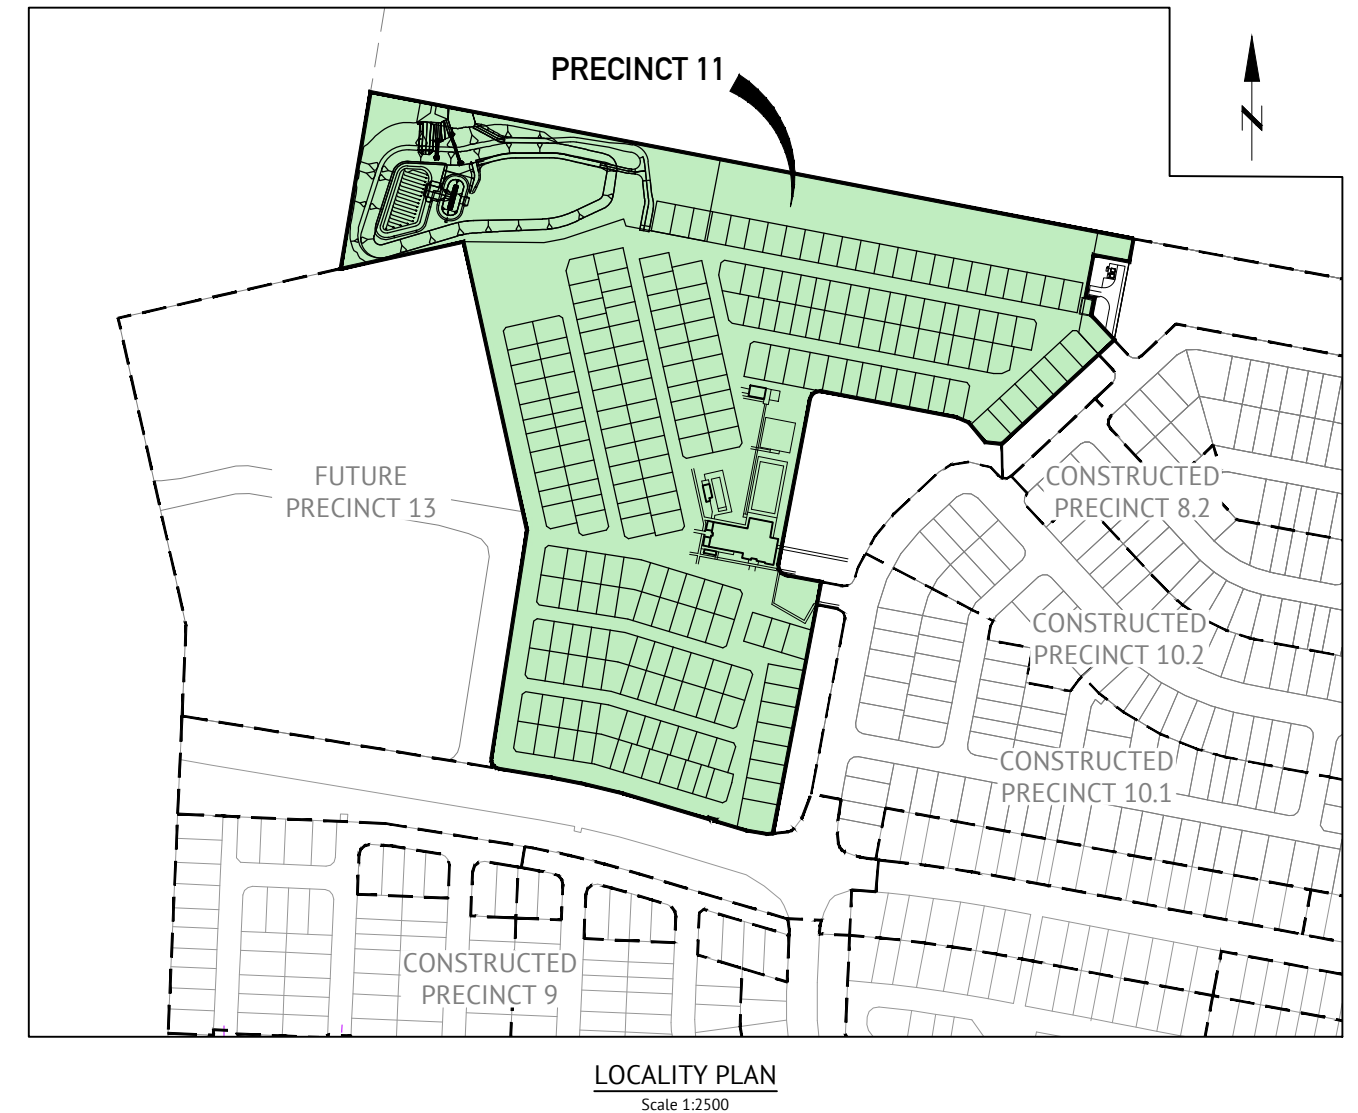 PRECINCT 11
N
FUTURE
PRECINCT 13
CONSTRUCTED
PRECINCT 8.2
CONSTRUCTED
PRECINCT 10.2
CONSTRUCTED
PRECINCT 10.1
CONSTRUCTED
PRECINCT 9
LOCALITY PLAN
Scale 1:2500